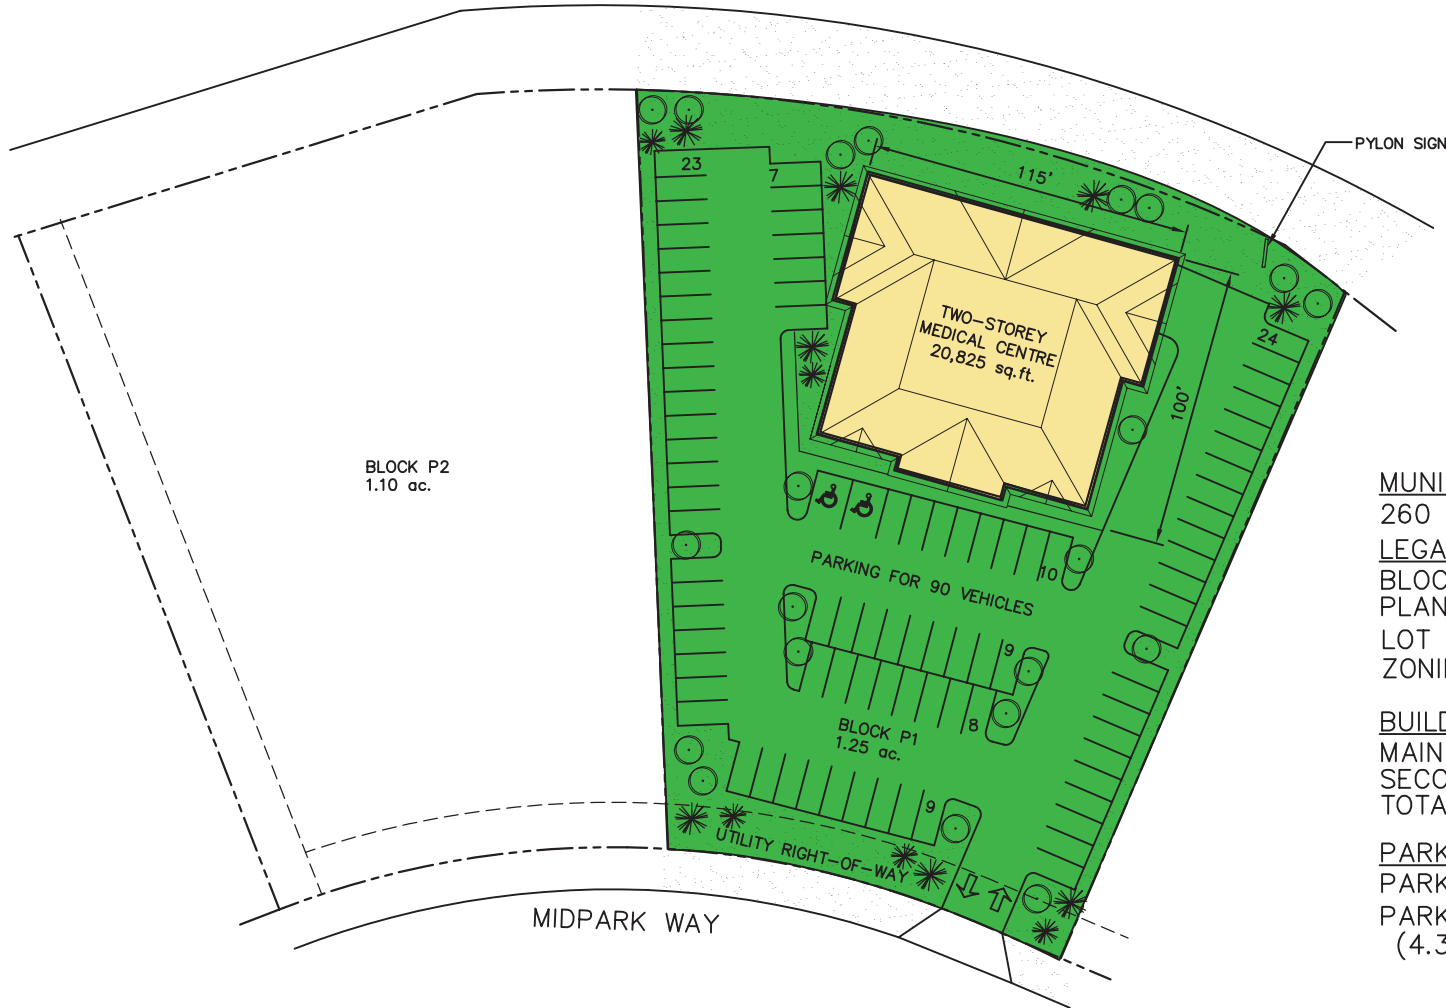 PYLON SIGN
23
7
115'
24
TWO-STOREY
MEDICAL CENTRE
20,825 sq.ft.
100'
BLOCK P2
1.10 ac.
PARKING FOR 90 VEHICLES
10
9
8
BLOCK P1
1.25 ac.
9
UTILITY RIGHT-OF-WAY
MIDPARK WAY
MUNI
260
LEGA
BLOC
PLAN
LOT
ZONI
BUILD
MAIN
SECO
TOTA
PARK
PARK
PARK
(4.3